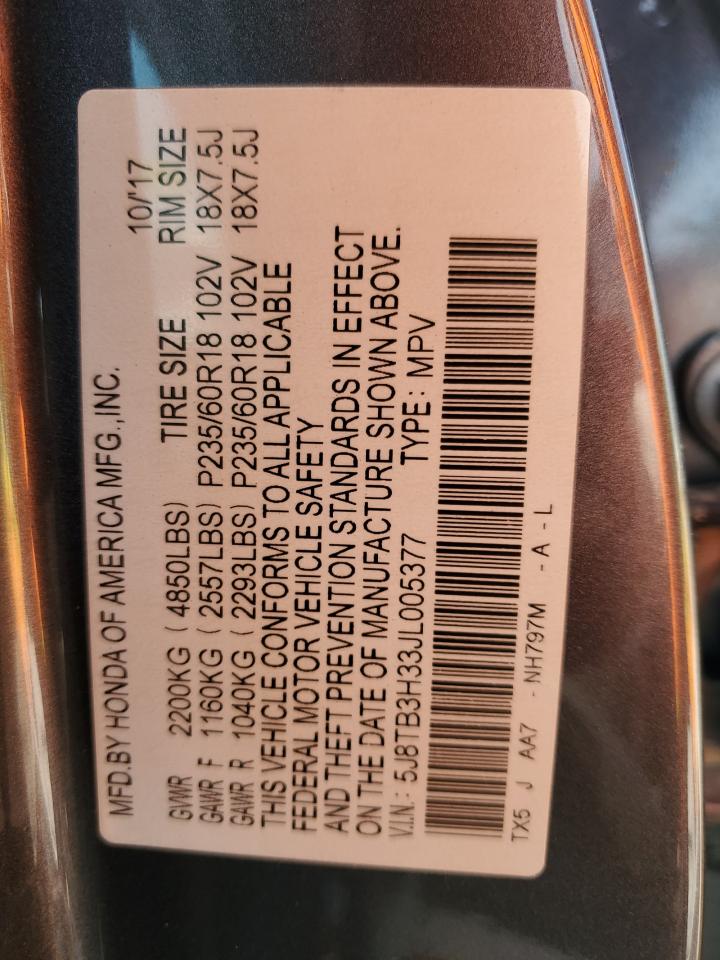 MFD.BY HONDA OF AMERICA MFG.,INC. 10/'17
GVWR 2200KG ( 4850LBS) TIRE SIZE RIM SIZE
GAWR F 1160KG ( 2557LBS) P235/60R18 102V 18X7.5J
GAWR R 1040KG ( 2293LBS) P235/60R18 102V 18X7.5J
THIS VEHICLE CONFORMS TO ALL APPLICABLE
FEDERAL MOTOR VEHICLE SAFETY
AND THEFT PREVENTION STANDARDS IN EFFECT
ON THE DATE OF MANUFACTURE SHOWN ABOVE.
V.I.N.: 5J8TB3H33JL005377 TYPE: MPV
TX5 J AA7 - NH797M - A - L